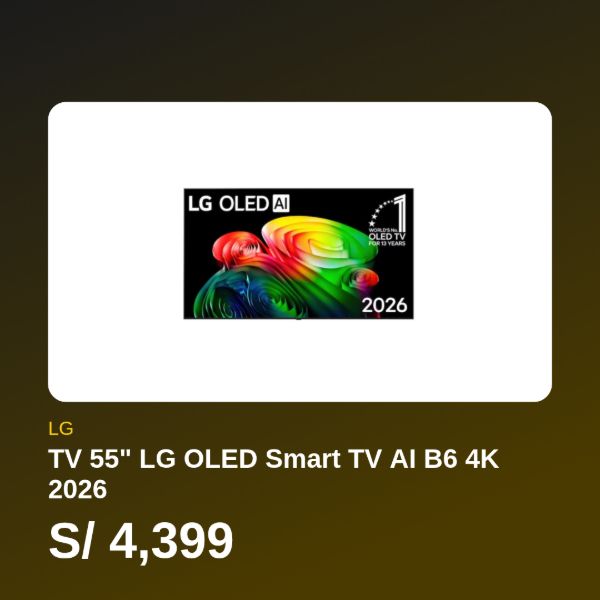 LG OLED AI
1
WORLD'S No.
OLED TV
FOR 13 YEARS
2026
LG
TV 55" LG OLED Smart TV AI B6 4K
2026
S/ 4,399